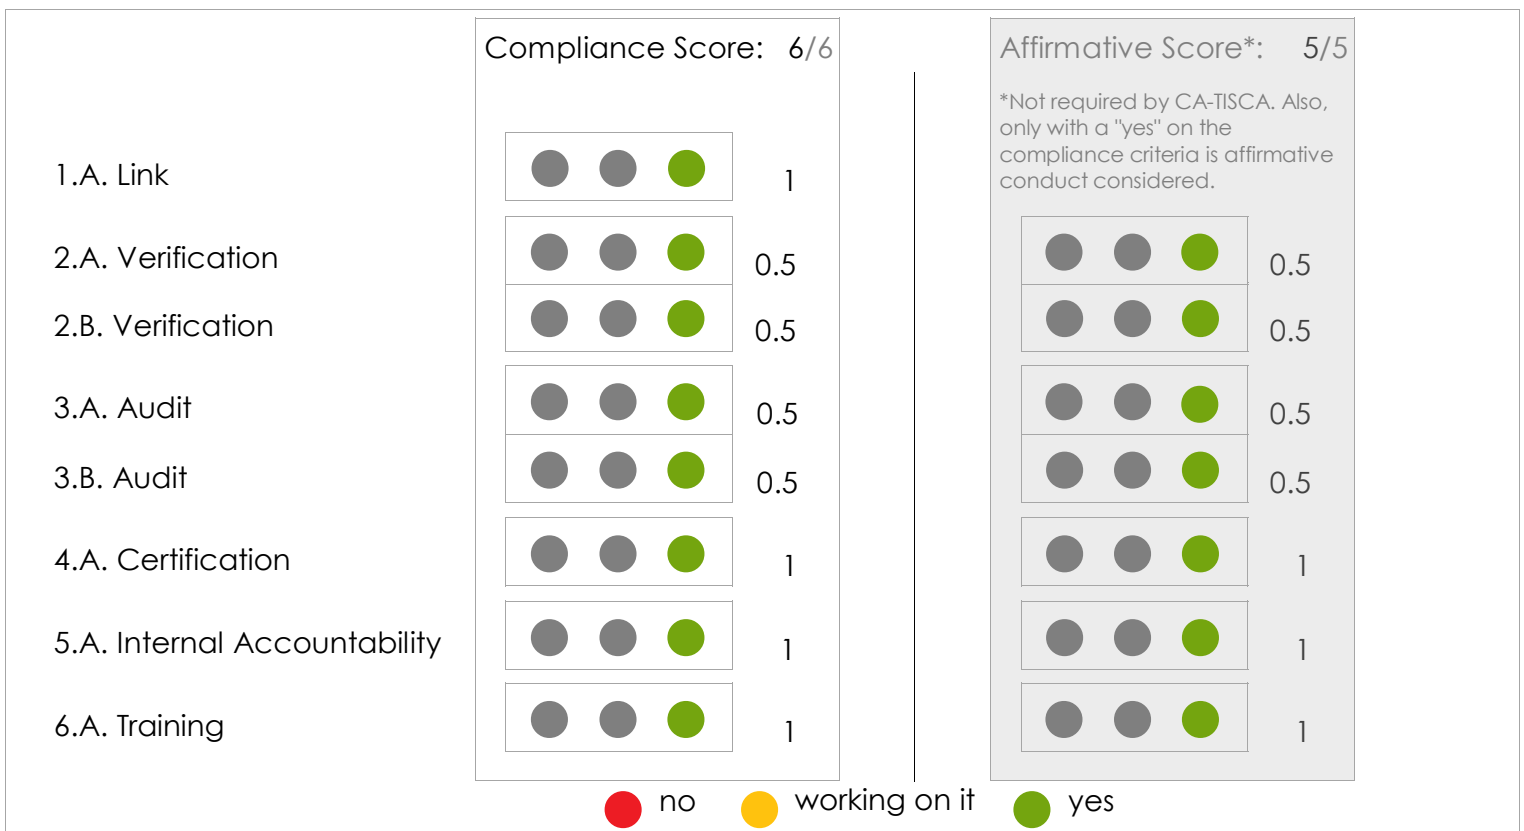 Compliance Score: 6/6
Affirmative Score*: 5/5
*Not required by CA-TISCA. Also,
only with a "yes" on the
compliance criteria is affirmative
conduct considered.
1.A. Link 1
2.A. Verification 0.5 0.5
2.B. Verification 0.5 0.5
3.A. Audit 0.5 0.5
3.B. Audit 0.5 0.5
4.A. Certification 1 1
5.A. Internal Accountability 1 1
6.A. Training 1 1
no working on it yes